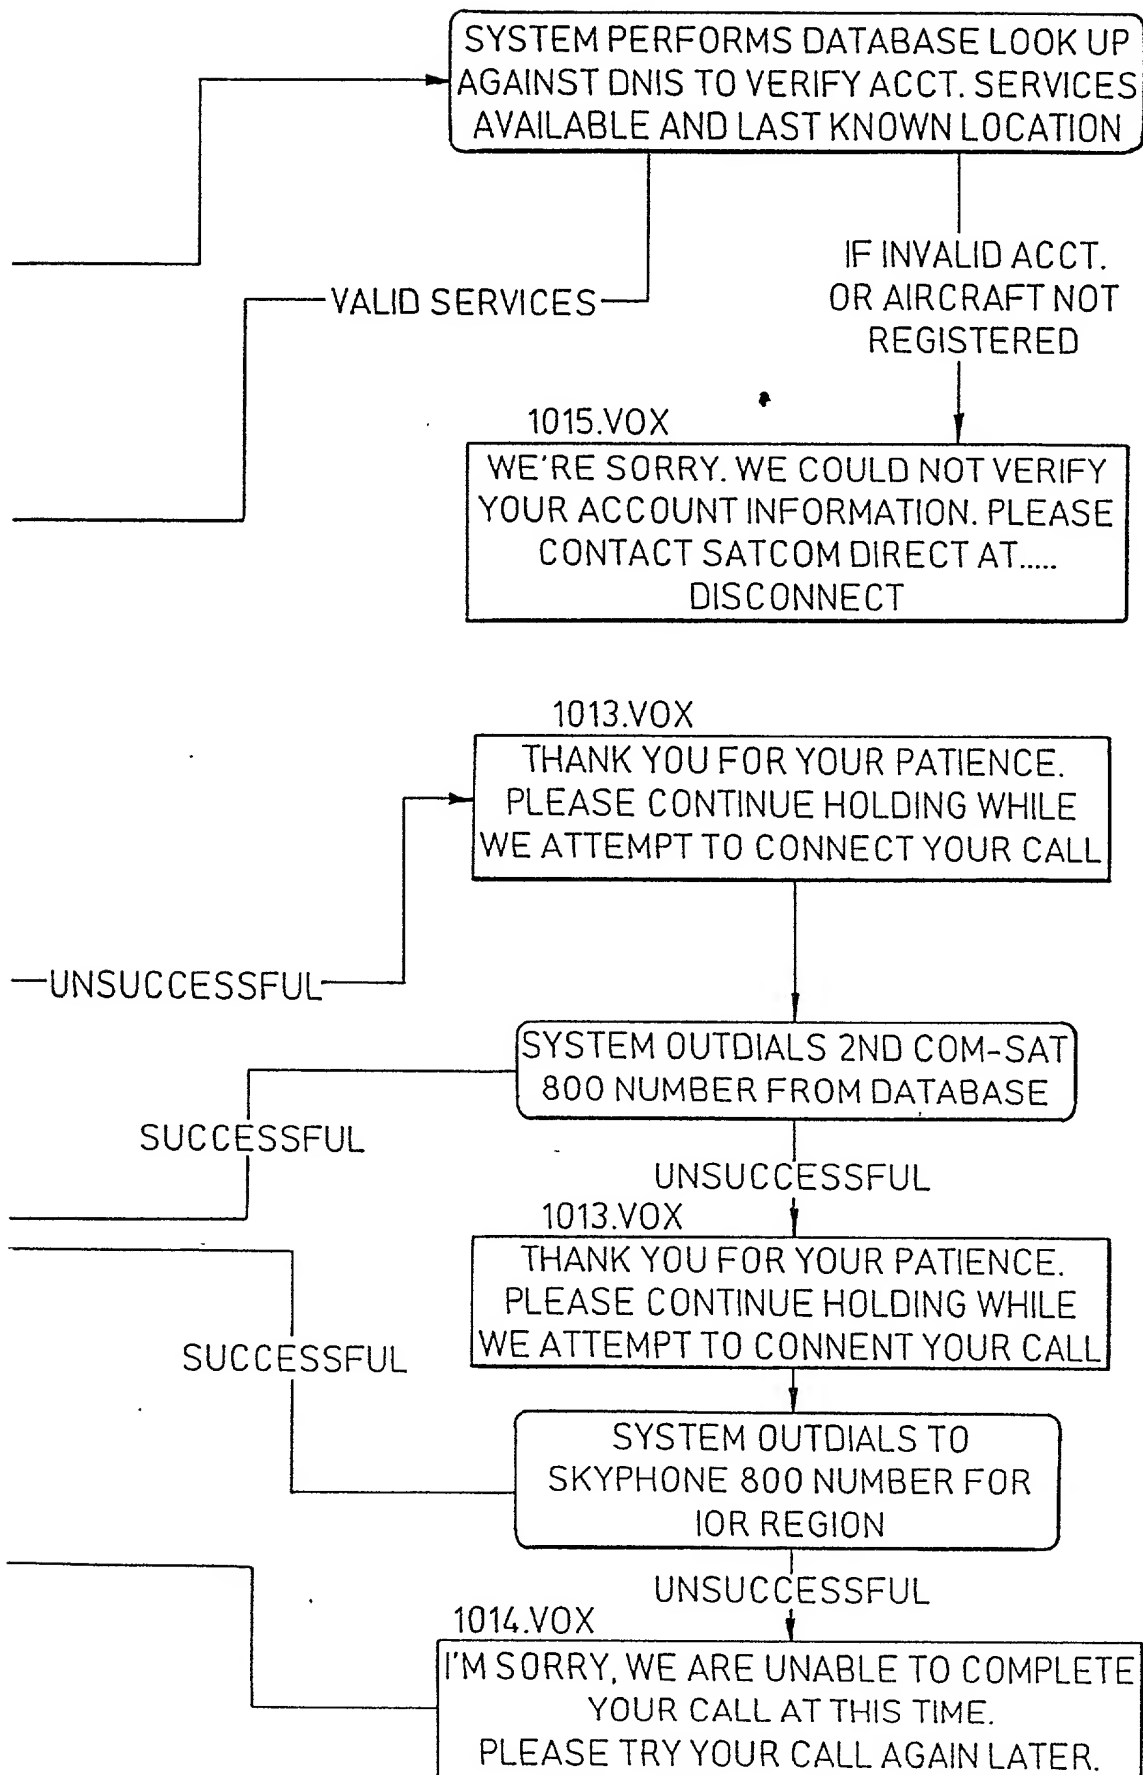 SYSTEM PERFORMS DATABASE LOOK UP
AGAINST DNIS TO VERIFY ACCT. SERVICES
AVAILABLE AND LAST KNOWN LOCATION
IF INVALID ACCT.
OR AIRCRAFT NOT
REGISTERED
VALID SERVICES
1015.VOX
WE'RE SORRY. WE COULD NOT VERIFY
YOUR ACCOUNT INFORMATION. PLEASE
CONTACT SATCOM DIRECT AT.....
DISCONNECT
1013.VOX
THANK YOU FOR YOUR PATIENCE.
PLEASE CONTINUE HOLDING WHILE
WE ATTEMPT TO CONNECT YOUR CALL
UNSUCCESSFUL
SYSTEM OUTDIALS 2ND COM-SAT
800 NUMBER FROM DATABASE
SUCCESSFUL
UNSUCCESSFUL
1013.VOX
THANK YOU FOR YOUR PATIENCE.
PLEASE CONTINUE HOLDING WHILE
WE ATTEMPT TO CONNENT YOUR CALL
SUCCESSFUL
SYSTEM OUTDIALS TO
SKYPHONE 800 NUMBER FOR
IOR REGION
UNSUCCESSFUL
1014.VOX
I'M SORRY, WE ARE UNABLE TO COMPLETE
YOUR CALL AT THIS TIME.
PLEASE TRY YOUR CALL AGAIN LATER.